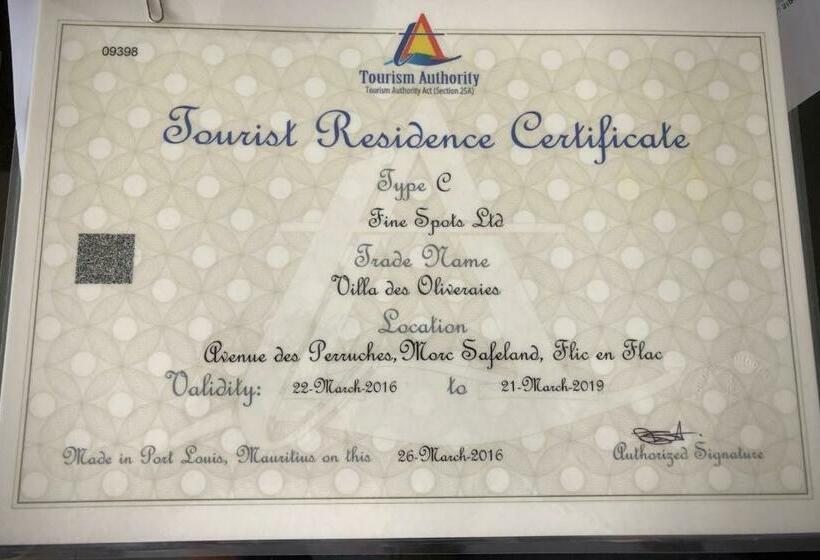 09398
Tourism Authority
Tourism Authority Act (Section 25A)
Tourist Residence Certificate
Type C
Fine Spots Ltd
Trade Name
Villa des Oliveraies
Location
Avenue des Perruches, Morc Safeland, Flic en Flac
Validity: 22-March-2016 to 21-March-2019
Made in Port Louis, Mauritius on this 26-March-2016
Authorized Signature